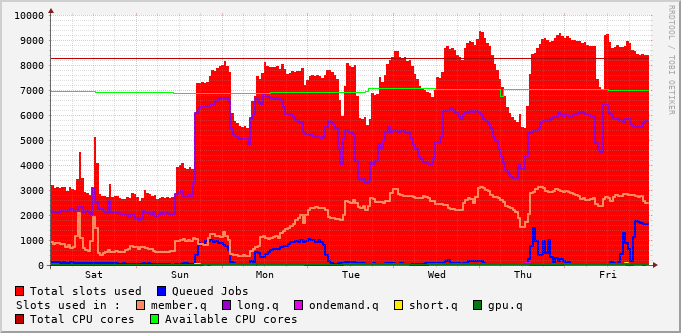 10000
9000
8000
7000
6000
5000
4000
3000
2000
1000
0
Sat Sun Mon Tue Wed Thu Fri
Total slots used Queued Jobs
Slots used in : member.q long.q ondemand.q short.q gpu.q
Total CPU cores Available CPU cores
RRDTOOL / TOBI OETIKER